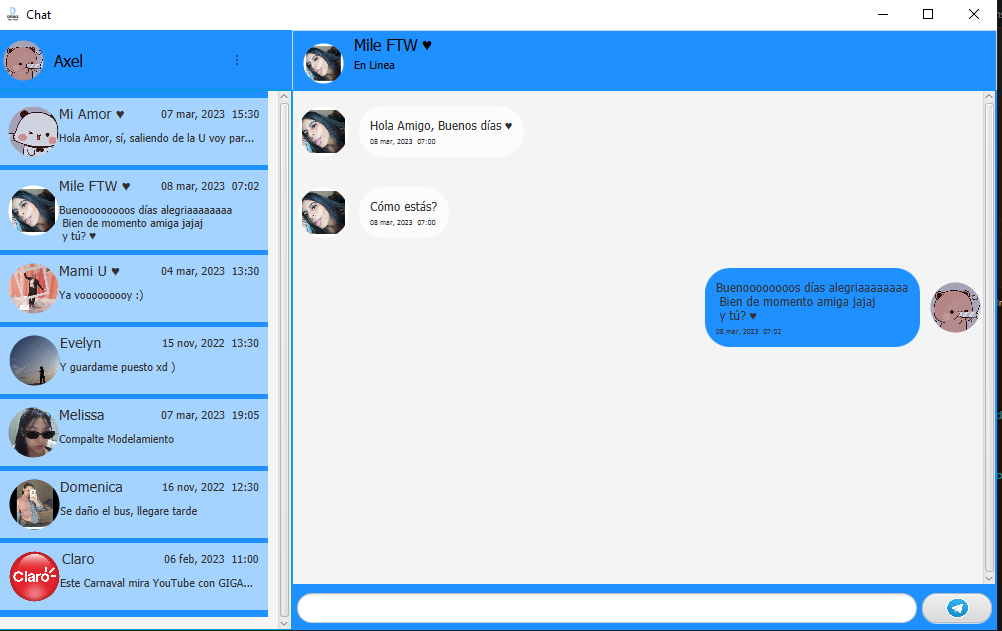 Chat
Axel
Mi Amor ♥ 07 mar, 2023 15:30
Hola Amor, sí, saliendo de la U voy par...
Mile FTW ♥ 08 mar, 2023 07:02
Buenoooooooos días alegriaaaaaaaa
Bien de momento amiga jajaj
y tú? ♥
Mami U ♥ 04 mar, 2023 13:30
Ya vooooooooy :)
Evelyn 15 nov, 2022 13:30
Y guardame puesto xd )
Melissa 07 mar, 2023 19:05
Compalte Modelamiento
Domenica 16 nov, 2022 12:30
Se daño el bus, llegare tarde
Claro-
Claro 06 feb, 2023 11:00
Este Carnaval mira YouTube con GIGA...
Mile FTW ♥
En Linea
Hola Amigo, Buenos días ♥
08 mar, 2023 07:00
Cómo estás?
08 mar, 2023 07:00
Buenoooooooos días alegriaaaaaaaa
Bien de momento amiga jajaj
y tú? ♥
08 mar, 2023 07:02